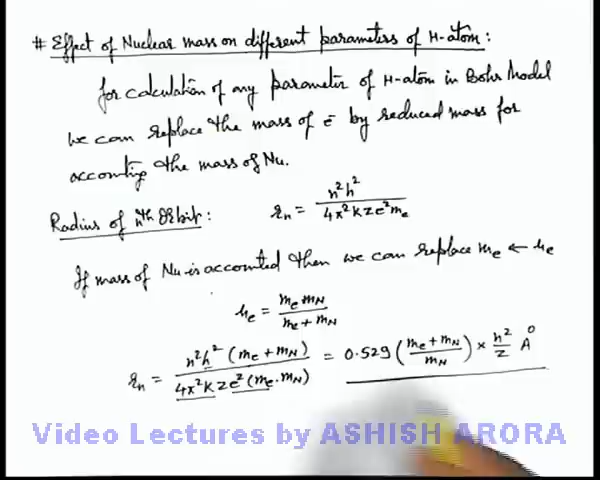 # Effect of Nuclear mass on different parameters of H-atom :
for calculation of any parameter of H-atom in Bohr Model
we can replace the mass of e̅ by reduced mass for
accounting the mass of Nu.
Radius of nth Orbit : rₙ = n²h² / 4π²KZe²mₑ
If mass of Nu is accounted then we can replace mₑ ← μₑ
μₑ = mₑ mN / mₑ + mN
rₙ = n²h² (mₑ + mN) / 4π²K Z e² (mₑ . mN) = 0.529 (mₑ + mN / mN) × n²/Z A⁰
Video Lectures by ASHISH ARORA